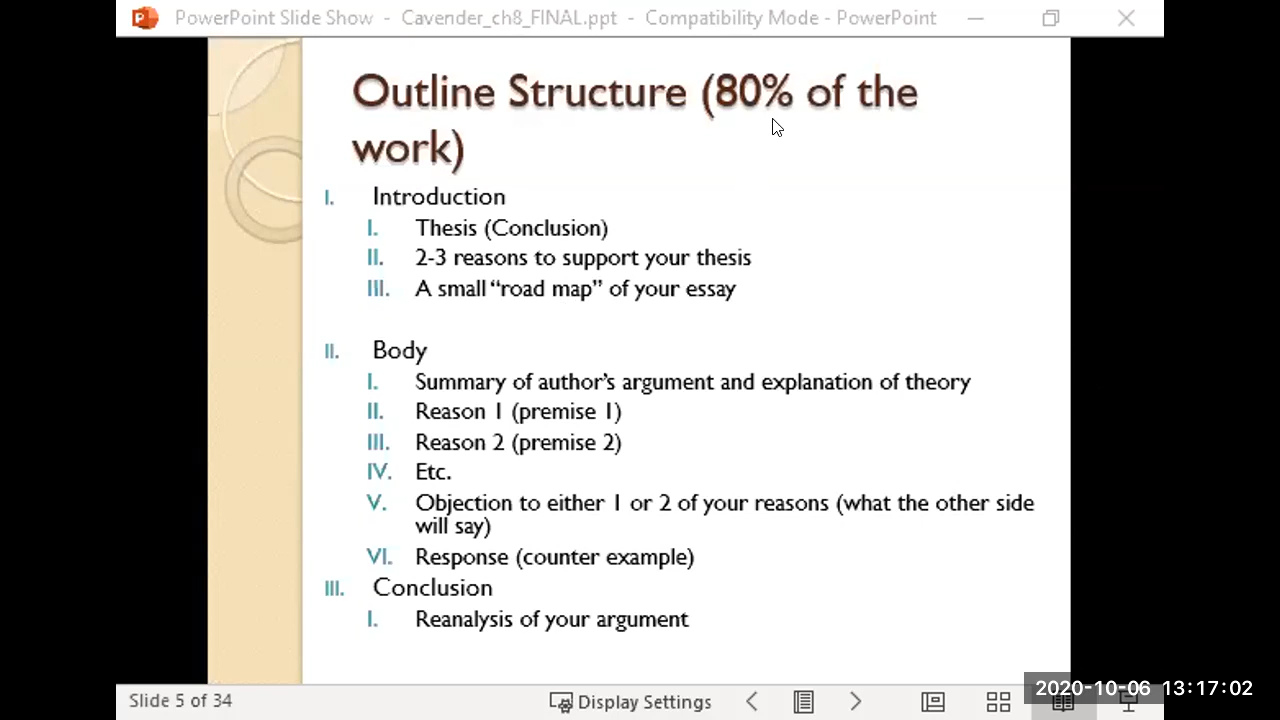 PowerPoint Slide Show - Cavender_ch8_FINAL.ppt - Compatibility Mode - PowerPoint
Outline Structure (80% of the
work)
I. Introduction
I. Thesis (Conclusion)
II. 2-3 reasons to support your thesis
III. A small “road map” of your essay
II. Body
I. Summary of author’s argument and explanation of theory
II. Reason 1 (premise 1)
III. Reason 2 (premise 2)
IV. Etc.
V. Objection to either 1 or 2 of your reasons (what the other side
will say)
VI. Response (counter example)
III. Conclusion
I. Reanalysis of your argument
Slide 5 of 34
Display Settings
2020-10-06 13:17:02